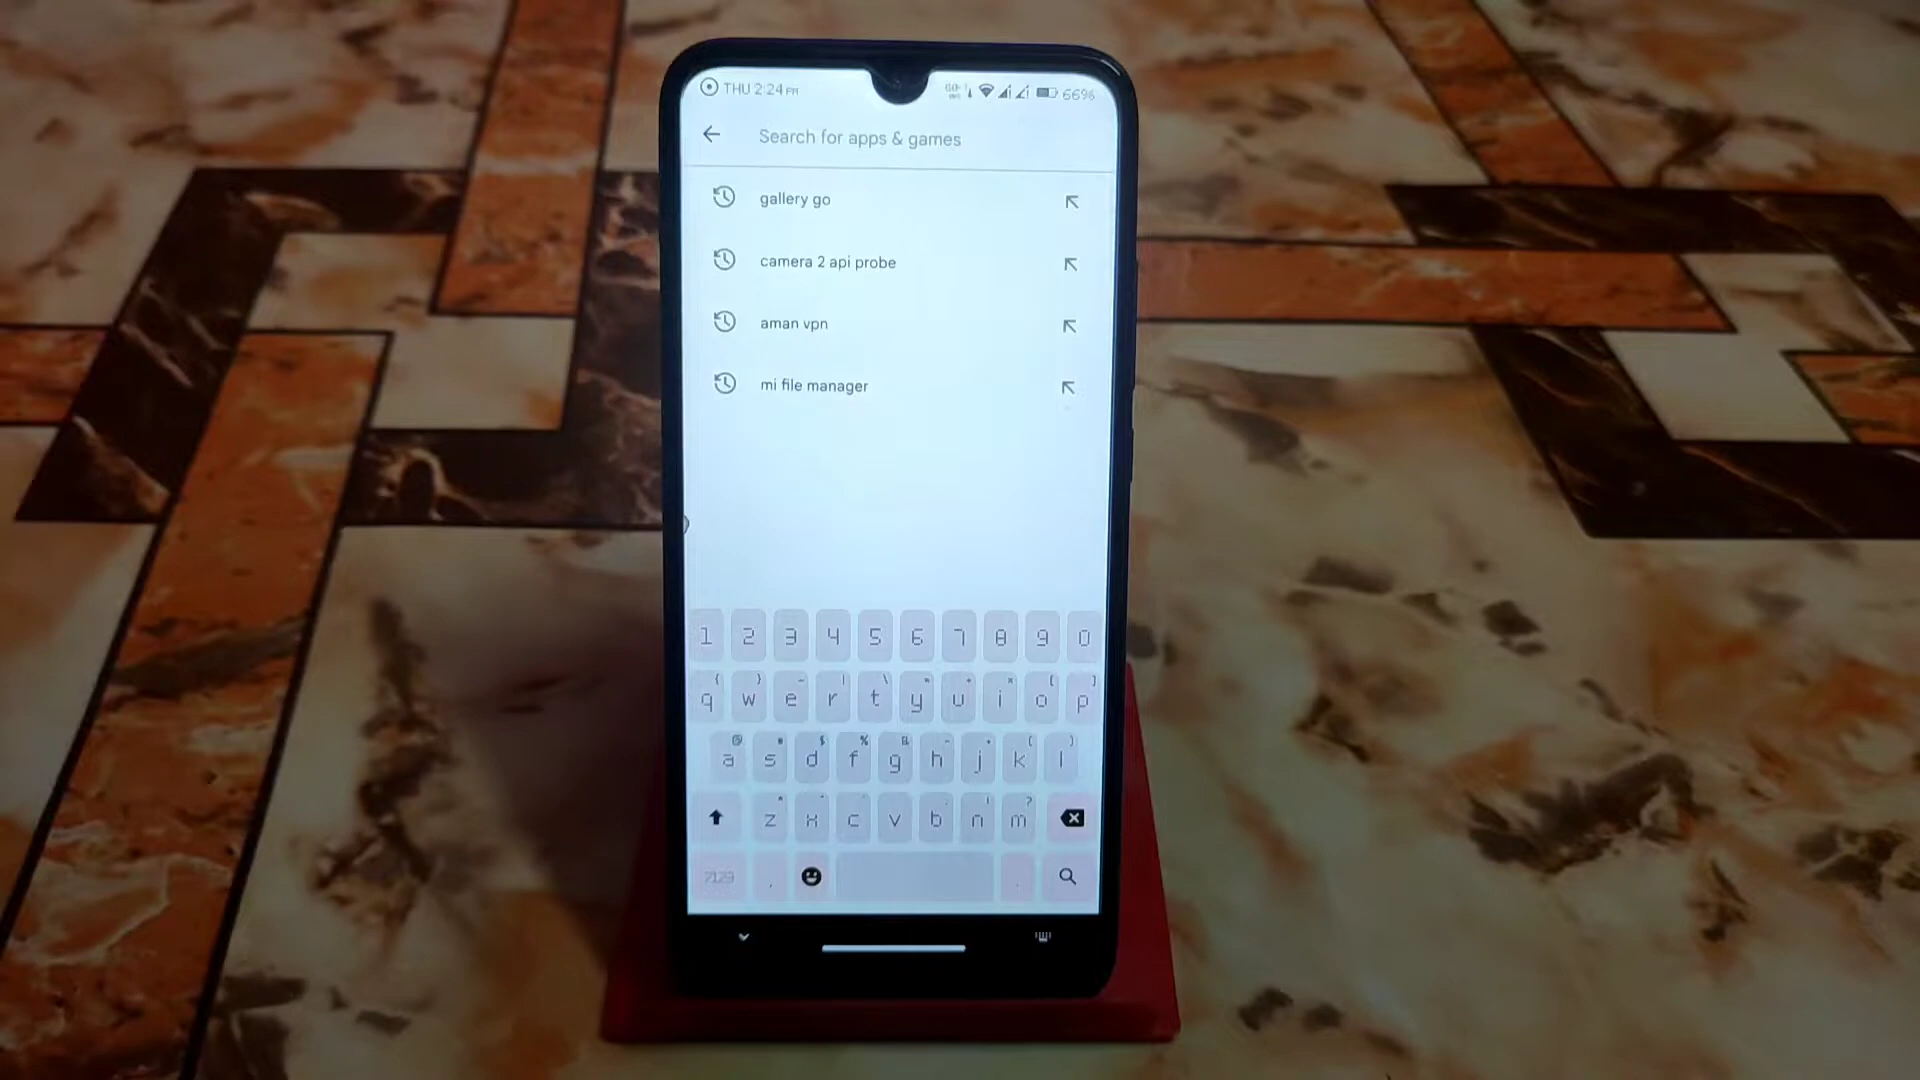 THU 2:24 PM
66%
Search for apps & games
gallery go
camera 2 api probe
aman vpn
mi file manager
1 2 3 4 5 6 7 8 9 0
q w e r t y u i o p
a s d f g h j k l
z x c v b n m
?123 , .